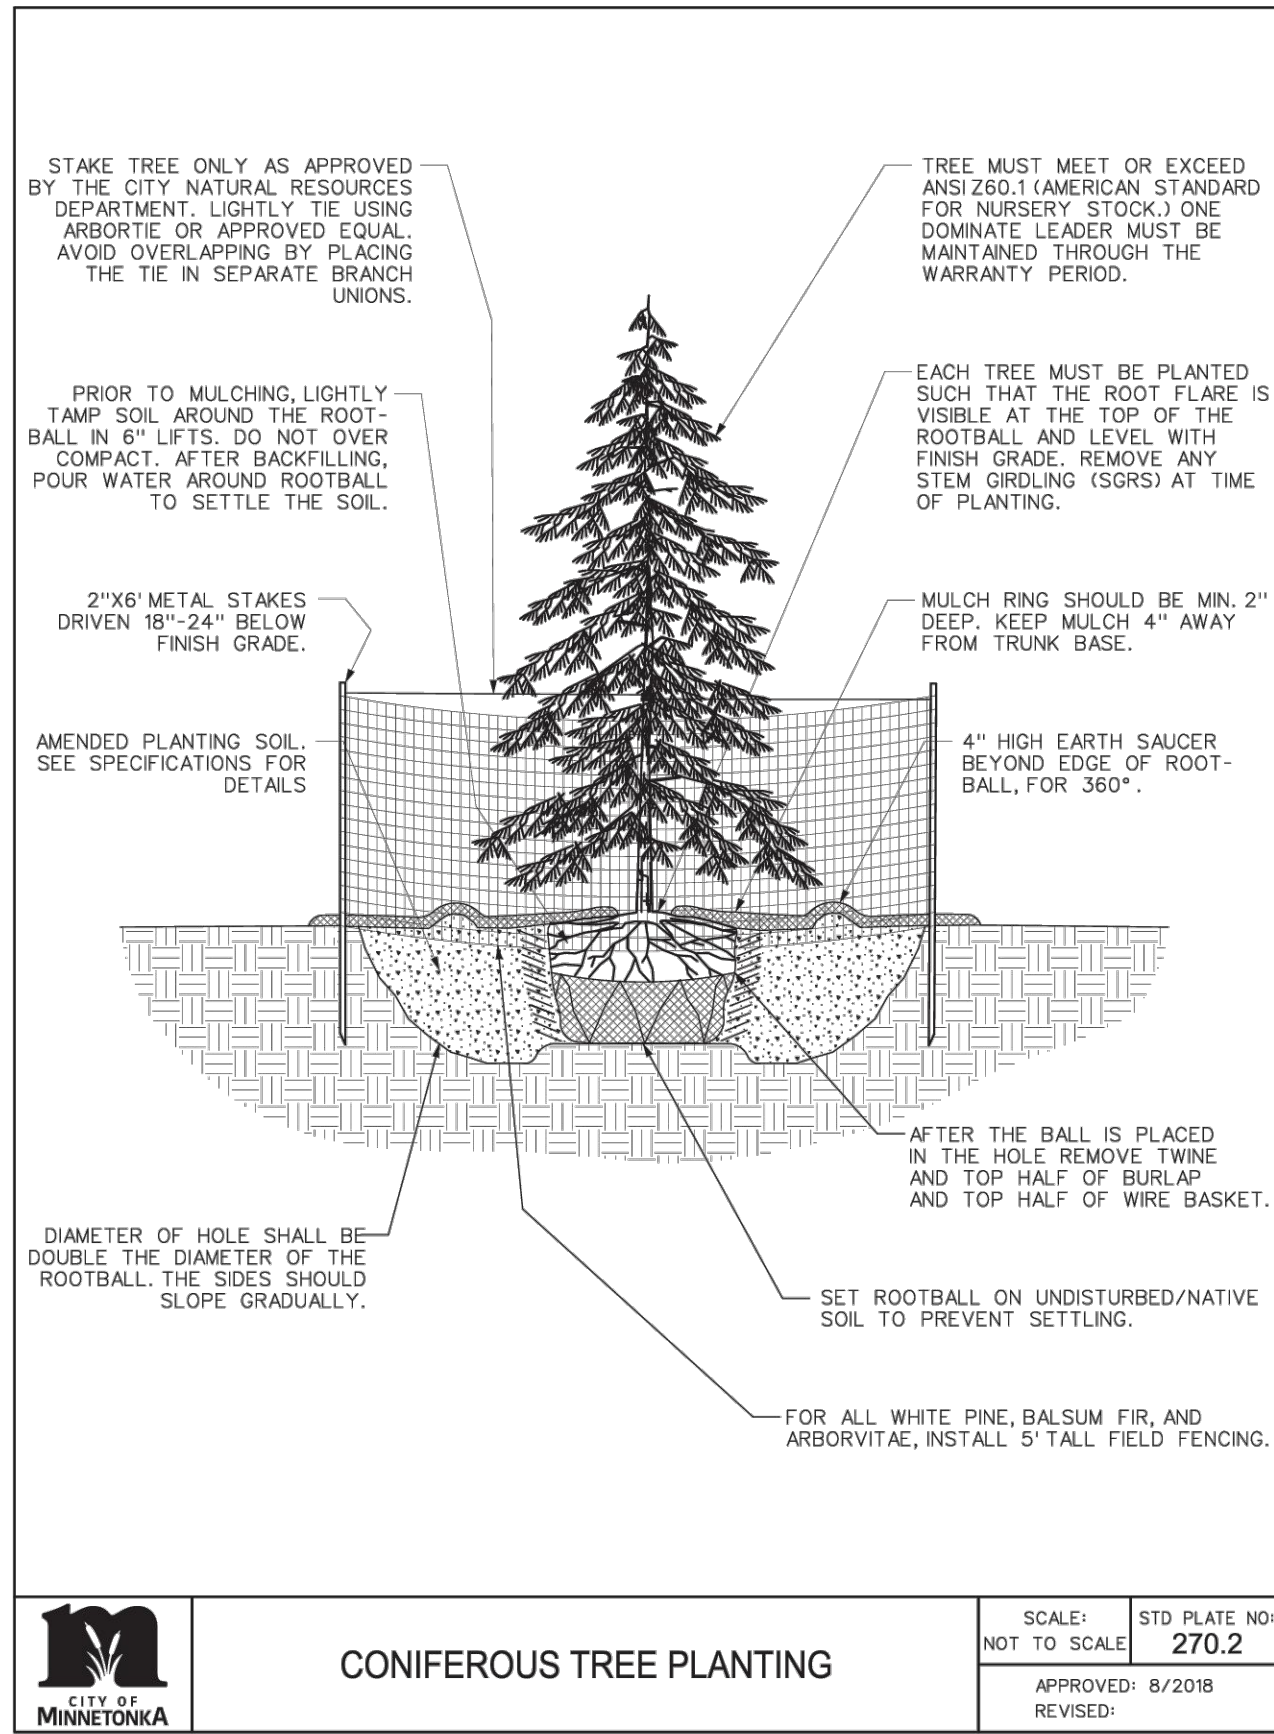 STAKE TREE ONLY AS APPROVED
BY THE CITY NATURAL RESOURCES
DEPARTMENT. LIGHTLY TIE USING
ARBORTIE OR APPROVED EQUAL.
AVOID OVERLAPPING BY PLACING
THE TIE IN SEPARATE BRANCH
UNIONS.
PRIOR TO MULCHING, LIGHTLY
TAMP SOIL AROUND THE ROOT-
BALL IN 6" LIFTS. DO NOT OVER
COMPACT. AFTER BACKFILLING,
POUR WATER AROUND ROOTBALL
TO SETTLE THE SOIL.
2"X6' METAL STAKES
DRIVEN 18"-24" BELOW
FINISH GRADE.
AMENDED PLANTING SOIL.
SEE SPECIFICATIONS FOR
DETAILS
DIAMETER OF HOLE SHALL BE
DOUBLE THE DIAMETER OF THE
ROOTBALL. THE SIDES SHOULD
SLOPE GRADUALLY.
TREE MUST MEET OR EXCEED
ANSI Z60.1 (AMERICAN STANDARD
FOR NURSERY STOCK.) ONE
DOMINATE LEADER MUST BE
MAINTAINED THROUGH THE
WARRANTY PERIOD.
EACH TREE MUST BE PLANTED
SUCH THAT THE ROOT FLARE IS
VISIBLE AT THE TOP OF THE
ROOTBALL AND LEVEL WITH
FINISH GRADE. REMOVE ANY
STEM GIRDLING (SGRS) AT TIME
OF PLANTING.
MULCH RING SHOULD BE MIN. 2"
DEEP. KEEP MULCH 4" AWAY
FROM TRUNK BASE.
4" HIGH EARTH SAUCER
BEYOND EDGE OF ROOT-
BALL, FOR 360°.
AFTER THE BALL IS PLACED
IN THE HOLE REMOVE TWINE
AND TOP HALF OF BURLAP
AND TOP HALF OF WIRE BASKET.
SET ROOTBALL ON UNDISTURBED/NATIVE
SOIL TO PREVENT SETTLING.
FOR ALL WHITE PINE, BALSUM FIR, AND
ARBORVITAE, INSTALL 5' TALL FIELD FENCING.
m
CITY OF
MINNETONKA
CONIFEROUS TREE PLANTING
SCALE:
NOT TO SCALE
STD PLATE NO:
270.2
APPROVED: 8/2018
REVISED: